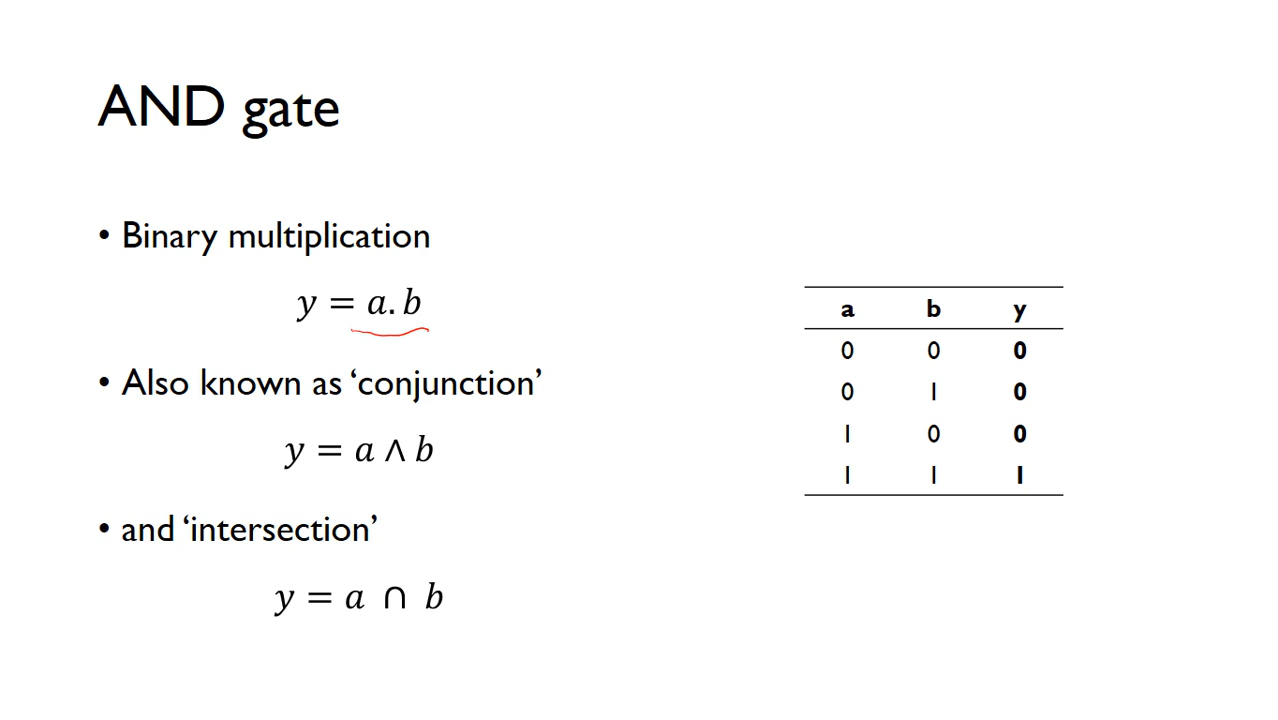 AND gate
• Binary multiplication
y = a. b
• Also known as ‘conjunction’
y = a ∧ b
• and ‘intersection’
y = a ∩ b
a b y
0 0 0
0 1 0
1 0 0
1 1 1